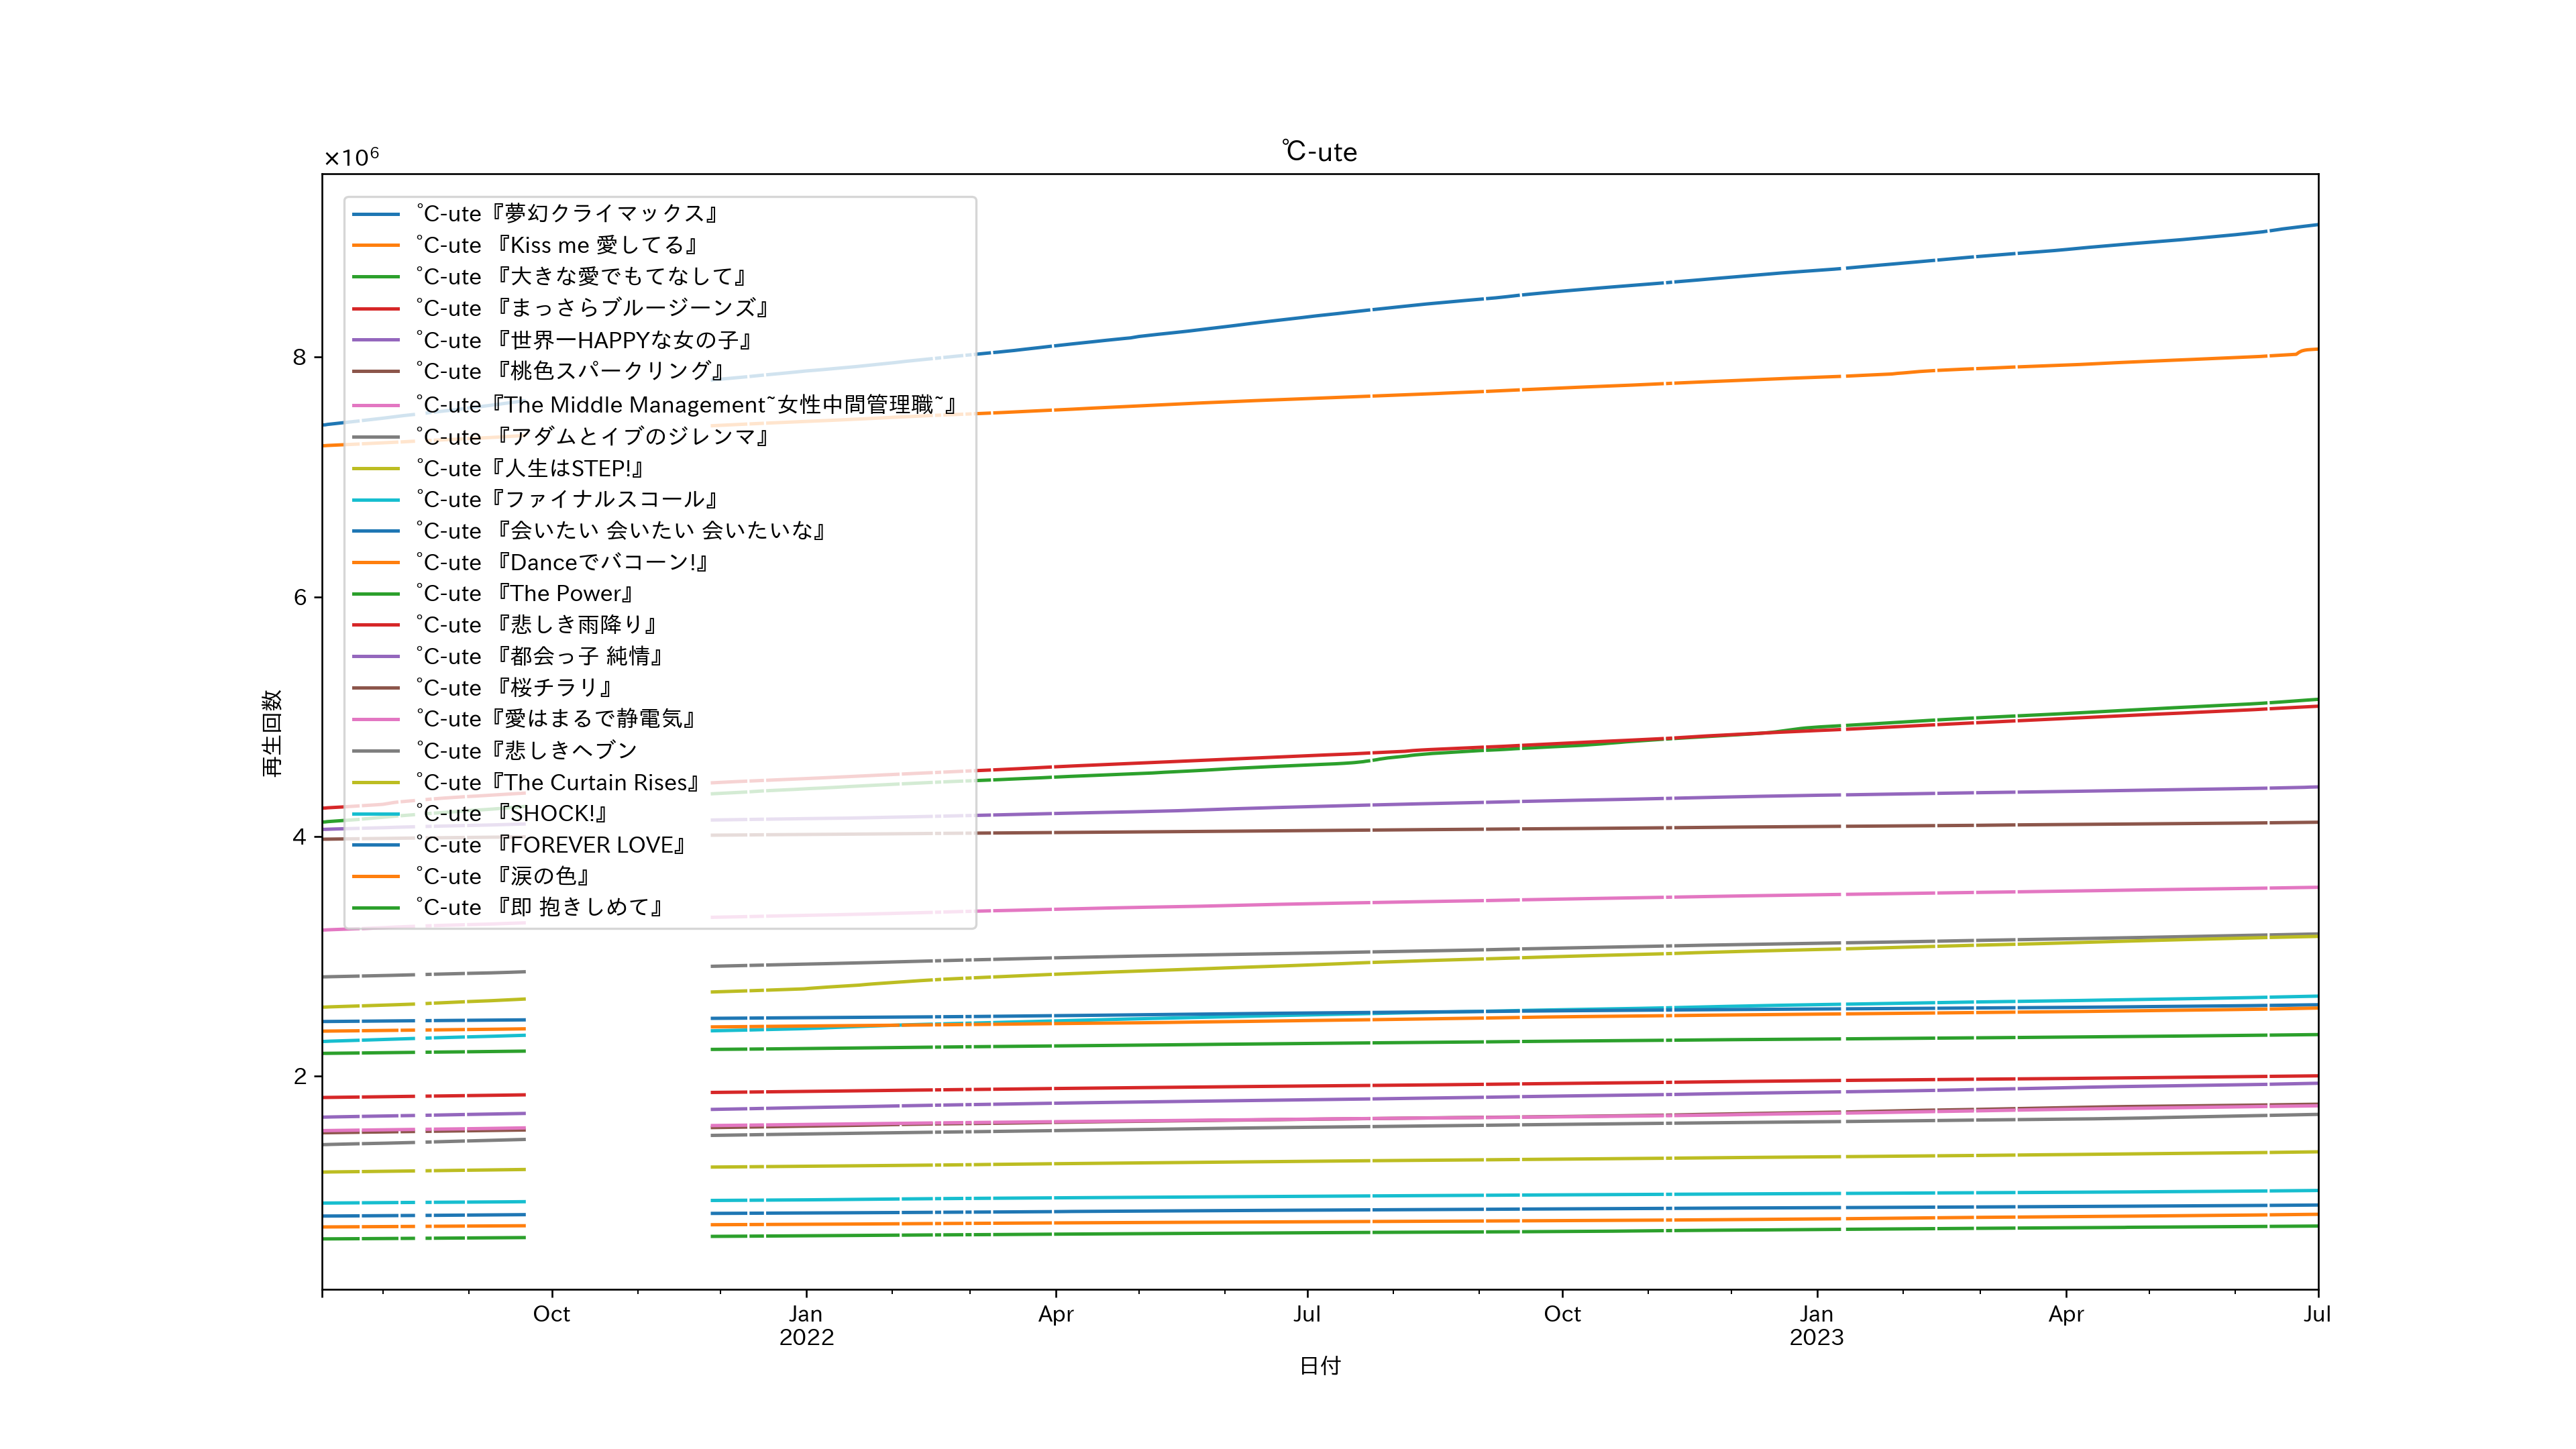 ℃-ute
×10⁶
℃-ute『夢幻クライマックス』
℃-ute 『Kiss me 愛してる』
℃-ute 『大きな愛でもてなして』
℃-ute 『まっさらブルージーンズ』
℃-ute 『世界一HAPPYな女の子』
℃-ute 『桃色スパークリング』
℃-ute『The Middle Management~女性中間管理職~』
℃-ute『アダムとイブのジレンマ』
℃-ute『人生はSTEP!』
℃-ute『ファイナルスコール』
℃-ute 『会いたい 会いたい 会いたいな』
℃-ute 『Danceでバコーン!』
℃-ute 『The Power』
℃-ute 『悲しき雨降り』
℃-ute 『都会っ子 純情』
℃-ute 『桜チラリ』
℃-ute『愛はまるで静電気』
℃-ute『悲しきヘブン
℃-ute『The Curtain Rises』
℃-ute 『SHOCK!』
℃-ute 『FOREVER LOVE』
℃-ute 『涙の色』
℃-ute 『即 抱きしめて』
8
6
4
2
再生回数
Oct
Jan
2022
Apr
Jul
Oct
Jan
2023
Apr
Jul
日付